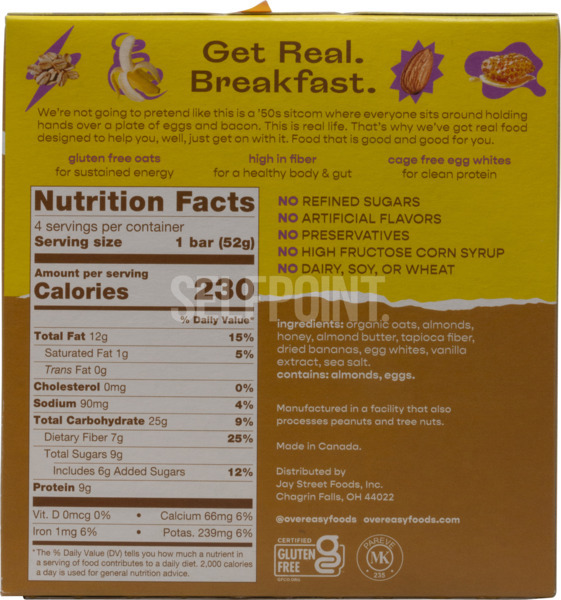 Get Real.
Breakfast.
We're not going to pretend like this is a '50s sitcom where everyone sits around holding
hands over a plate of eggs and bacon. This is real life. That's why we've got real food
designed to help you, well, just get on with it. Food that is good and good for you.
gluten free oats
for sustained energy
high in fiber
for a healthy body & gut
cage free egg whites
for clean protein
Nutrition Facts
4 servings per container
Serving size 1 bar (52g)
Amount per serving
Calories 230
% Daily Value*
Total Fat 12g 15%
Saturated Fat 1g 5%
Trans Fat 0g
Cholesterol 0mg 0%
Sodium 90mg 4%
Total Carbohydrate 25g 9%
Dietary Fiber 7g 25%
Total Sugars 9g
Includes 6g Added Sugars 12%
Protein 9g
Vit. D 0mcg 0% • Calcium 66mg 6%
Iron 1mg 6% • Potas. 239mg 6%
*The % Daily Value (DV) tells you how much a nutrient in
a serving of food contributes to a daily diet. 2,000 calories
a day is used for general nutrition advice.
NO REFINED SUGARS
NO ARTIFICIAL FLAVORS
NO PRESERVATIVES
NO HIGH FRUCTOSE CORN SYRUP
NO DAIRY, SOY, OR WHEAT
SELFPOINT.
ingredients: organic oats, almonds,
honey, almond butter, tapioca fiber,
dried bananas, egg whites, vanilla
extract, sea salt.
contains: almonds, eggs.
Manufactured in a facility that also
processes peanuts and tree nuts.
Made in Canada.
Distributed by
Jay Street Foods, Inc.
Chagrin Falls, OH 44022
@overeasyfoods overeasyfoods.com
CERTIFIED
GLUTEN
FREE
PAREVE
MK
235